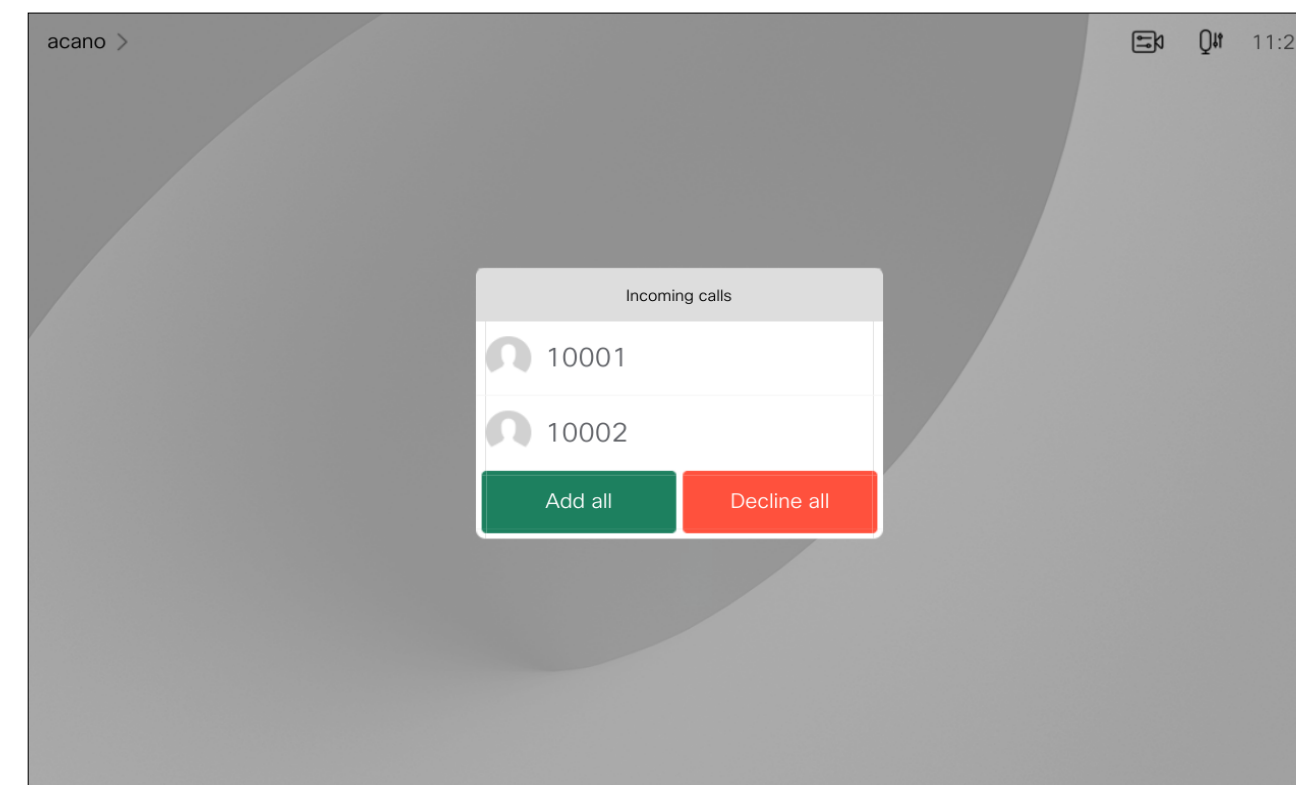 acano >
11:2
Incoming calls
10001
10002
Add all
Decline all